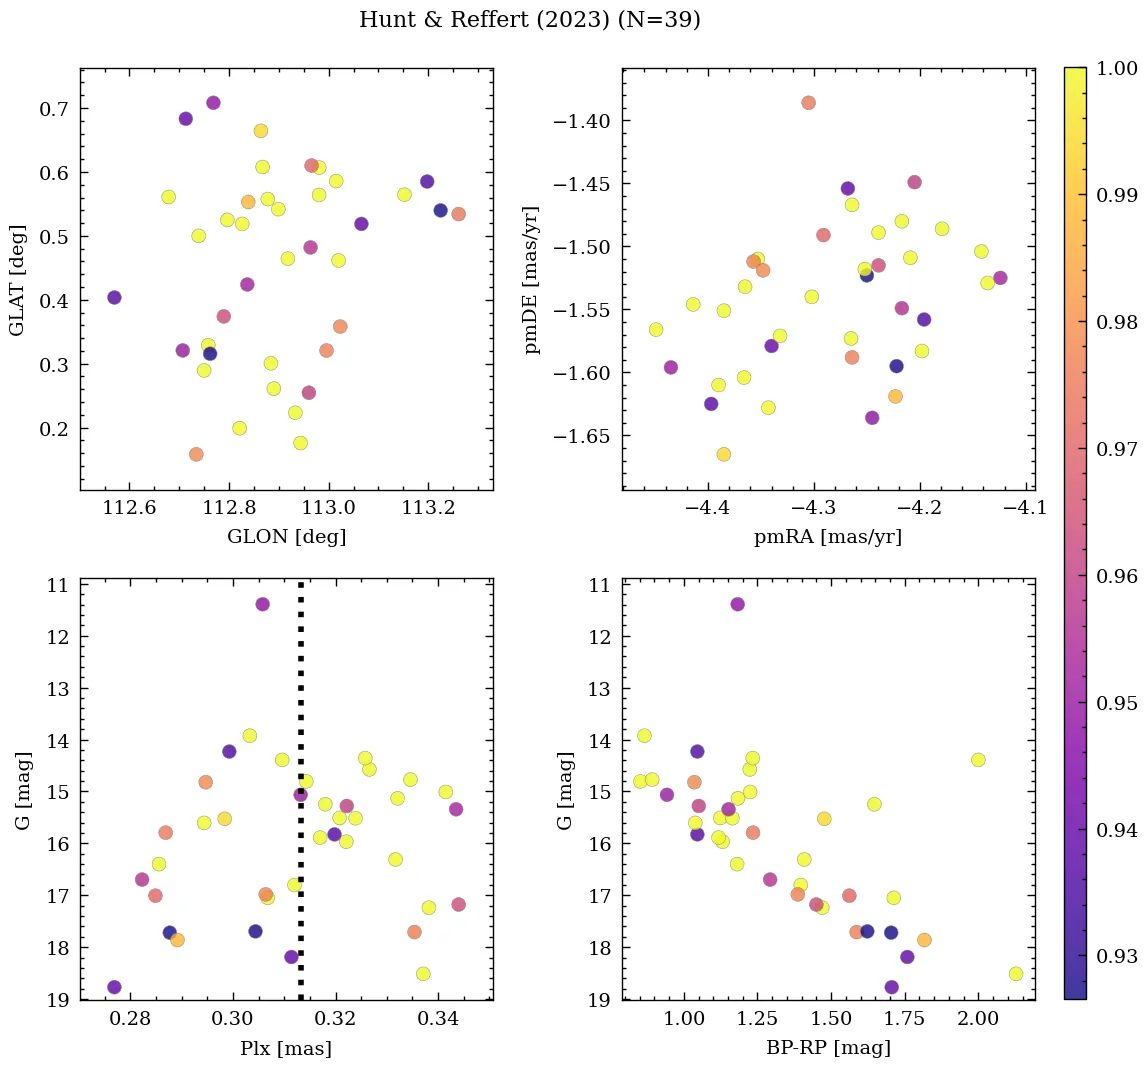 Hunt & Reffert (2023) (N=39)
0.7
0.6
0.5
0.4
0.3
0.2
GLAT [deg]
112.6 112.8 113.0 113.2
GLON [deg]
−1.40
−1.45
−1.50
−1.55
−1.60
−1.65
pmDE [mas/yr]
−4.4 −4.3 −4.2 −4.1
pmRA [mas/yr]
11
12
13
14
15
16
17
18
19
G [mag]
0.28 0.30 0.32 0.34
Plx [mas]
11
12
13
14
15
16
17
18
19
G [mag]
1.00 1.25 1.50 1.75 2.00
BP-RP [mag]
1.00
0.99
0.98
0.97
0.96
0.95
0.94
0.93